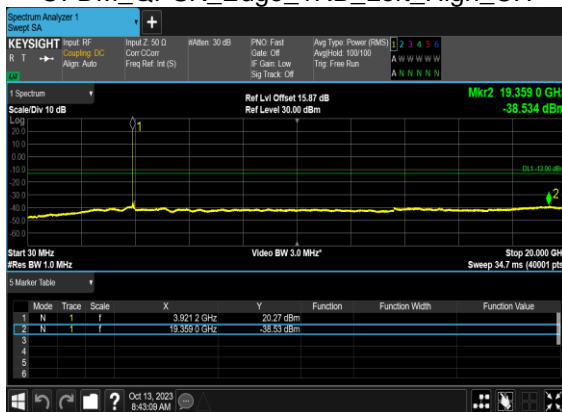 Spectrum Analyzer 1
Swept SA
KEYSIGHT Input: RF Input Z: 50 Ω #Atten: 30 dB PNO: Fast Avg Type: Power (RMS) 1 2 3 4 5 6
R T Coupling: DC Corr CCorr Gate: Off Avg|Hold: 100/100 A W W W W W
Align: Auto Freq Ref: Int (S) IF Gain: Low Trig: Free Run
Sig Track: Off A N N N N N
LU
1 Spectrum Ref Lvl Offset 15.87 dB Mkr2 19.359 0 GHz
Scale/Div 10 dB Ref Level 30.00 dBm -38.534 dBm
Log
20.0
10.0
0.00
-10.0
DL1 -13.00 dBm
-20.0
-30.0
-40.0
-50.0
-60.0
1
2
Start 30 MHz Video BW 3.0 MHz* Stop 20.000 GH
#Res BW 1.0 MHz Sweep 34.7 ms (40001 pts
5 Marker Table
Mode Trace Scale X Y Function Function Width Function Value
1 N 1 f 3.921 2 GHz 20.27 dBm
2 N 1 f 19.359 0 GHz -38.53 dBm
3
4
5
6
? Oct 13, 2023
8:43:09 AM